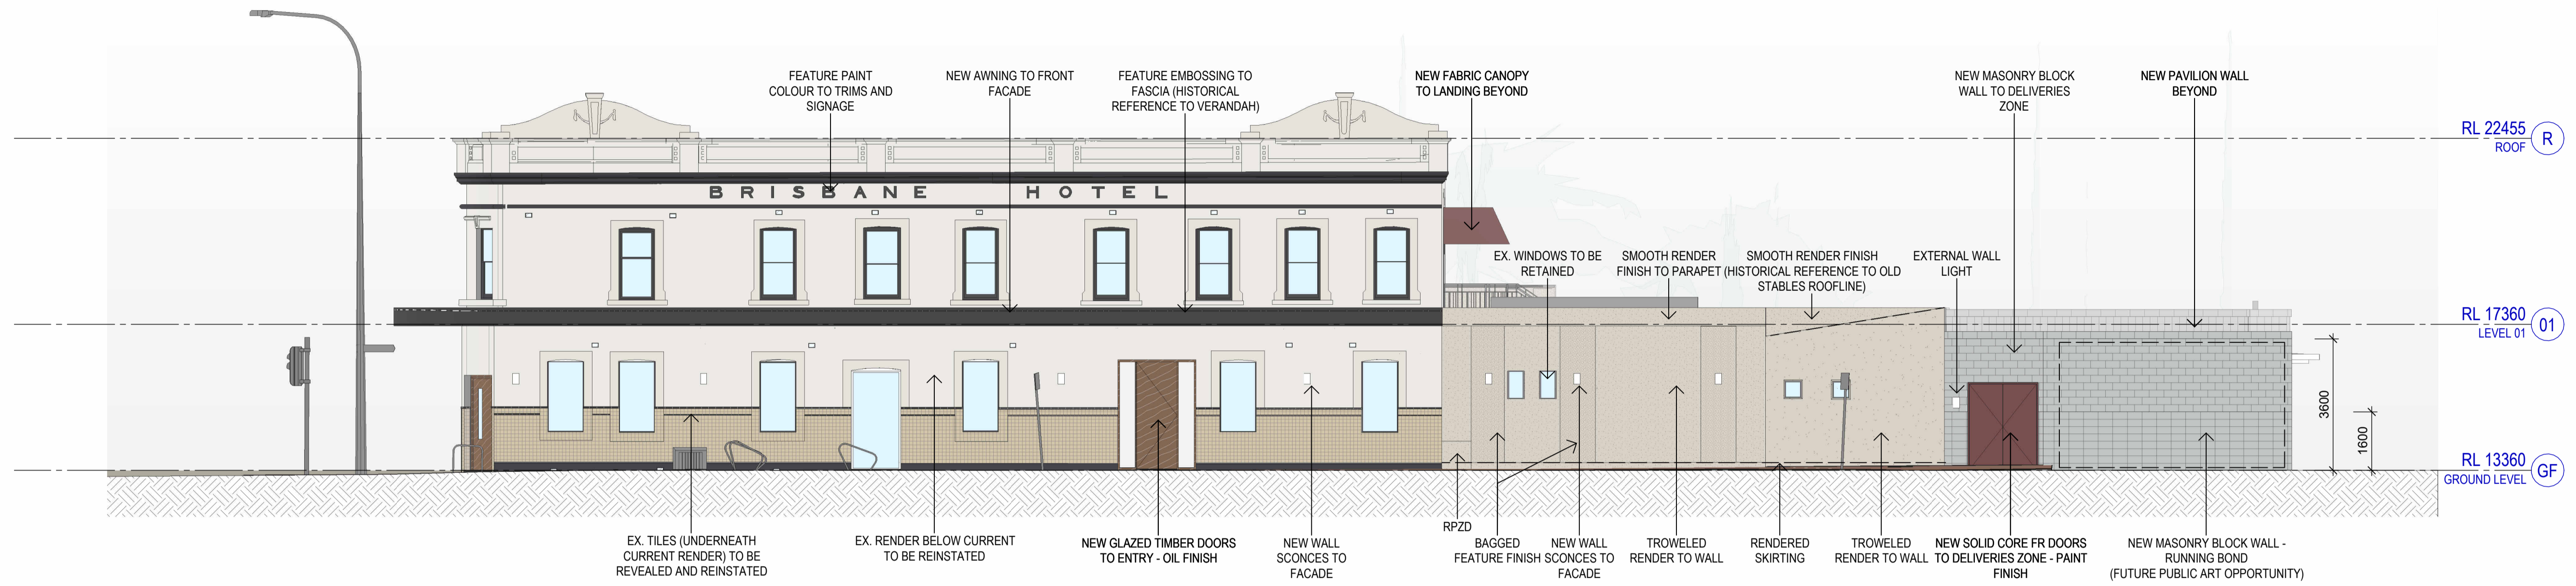 FEATURE PAINT
COLOUR TO TRIMS AND
SIGNAGE
NEW AWNING TO FRONT
FACADE
FEATURE EMBOSSING TO
FASCIA (HISTORICAL
REFERENCE TO VERANDAH)
NEW FABRIC CANOPY
TO LANDING BEYOND
NEW MASONRY BLOCK
WALL TO DELIVERIES
ZONE
NEW PAVILION WALL
BEYOND
RL 22455
ROOF
R
BRISBANE HOTEL
EX. WINDOWS TO BE
RETAINED
SMOOTH RENDER
FINISH TO PARAPET
SMOOTH RENDER FINISH
(HISTORICAL REFERENCE TO OLD
STABLES ROOFLINE)
EXTERNAL WALL
LIGHT
RL 17360
LEVEL 01
01
3600
1600
RL 13360
GROUND LEVEL
GF
EX. TILES (UNDERNEATH
CURRENT RENDER) TO BE
REVEALED AND REINSTATED
EX. RENDER BELOW CURRENT
TO BE REINSTATED
NEW GLAZED TIMBER DOORS
TO ENTRY - OIL FINISH
NEW WALL
SCONCES TO
FACADE
RPZD
BAGGED
FEATURE FINISH
NEW WALL
SCONCES TO
FACADE
TROWELED
RENDER TO WALL
RENDERED
SKIRTING
TROWELED
RENDER TO WALL
NEW SOLID CORE FR DOORS
TO DELIVERIES ZONE - PAINT
FINISH
NEW MASONRY BLOCK WALL -
RUNNING BOND
(FUTURE PUBLIC ART OPPORTUNITY)